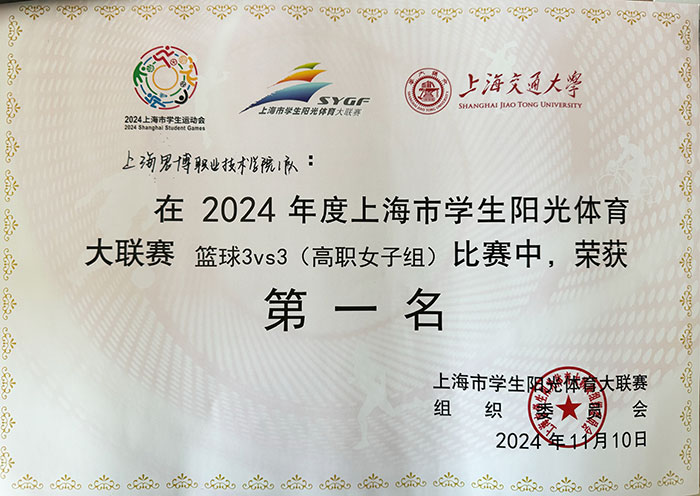 2024上海市学生运动会
2024 Shanghai Student Games
SYGF
上海市学生阳光体育大联赛
上海交通大学
SHANGHAI JIAO TONG UNIVERSITY
上海思博职业技术学院1队：
在 2024 年度上海市学生阳光体育
大联赛 篮球3vs3（高职女子组）比赛中，荣获
第 一 名
上海市学生阳光体育大联赛
组 织 委 员 会
2024 年 11月10日